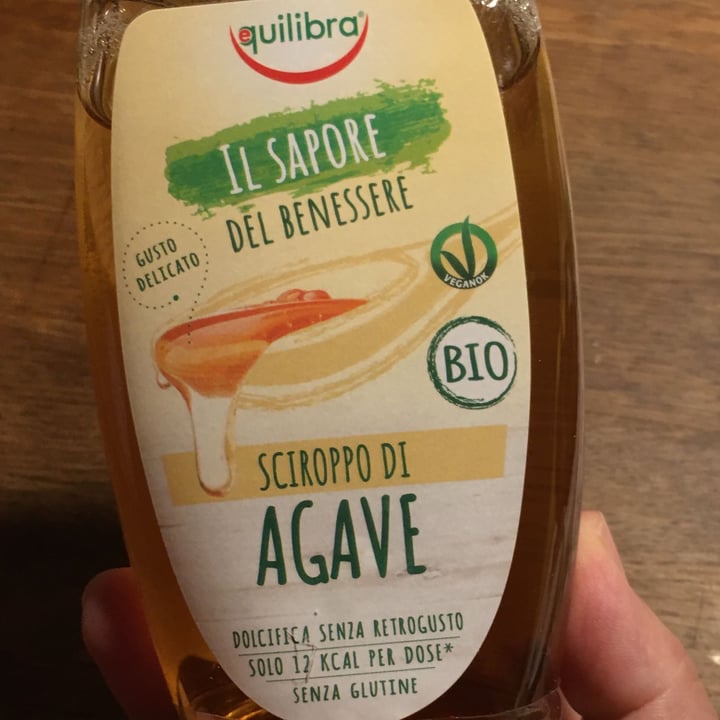 equilibra®
IL SAPORE
DEL BENESSERE
GUSTO
DELICATO
VEGANOK
BIO
SCIROPPO DI
AGAVE
DOLCIFICA SENZA RETROGUSTO
SOLO 12 KCAL PER DOSE*
SENZA GLUTINE